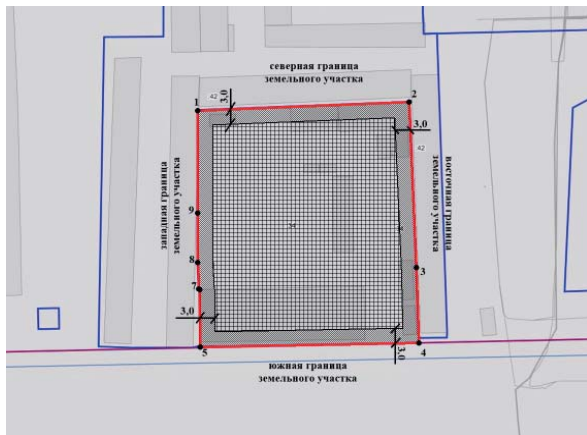 северная граница
земельного участка
1
42
3,0
2
3,0
42
западная граница
земельного участка
восточная граница
земельного участка
9
34
8
3
7
3,0
5
4
3,0
южная граница
земельного участка